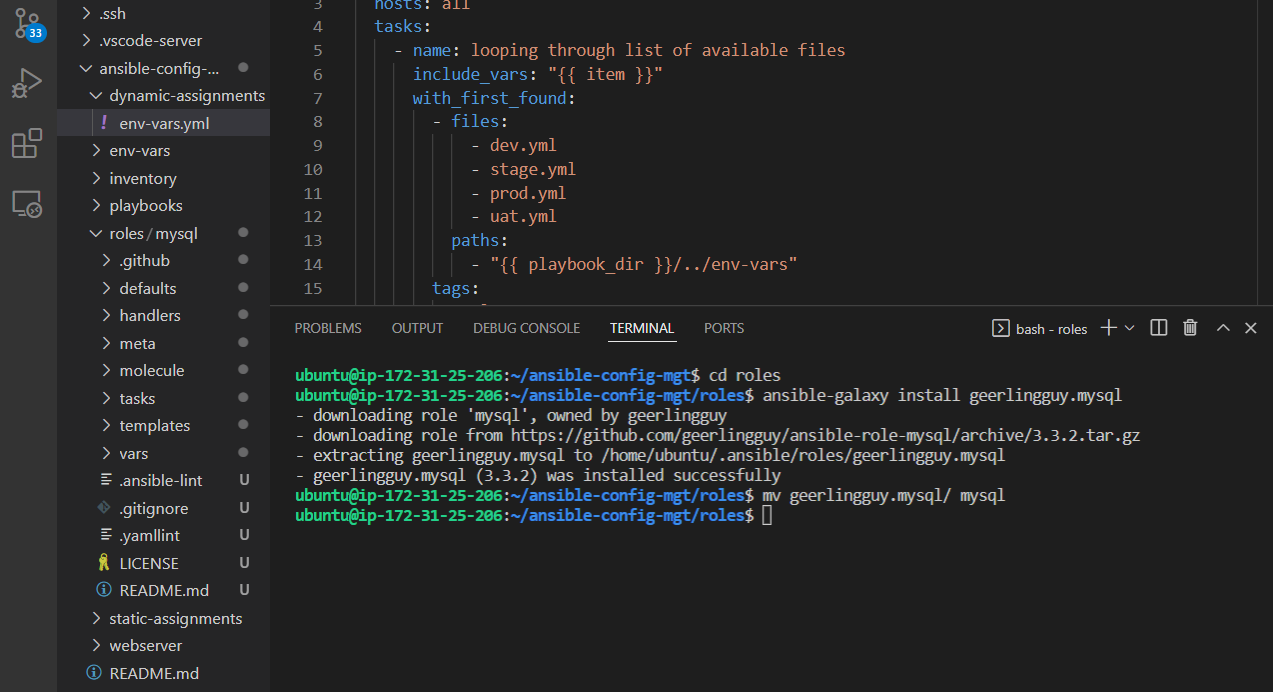 33
.ssh
.vscode-server
ansible-config-...
dynamic-assignments
! env-vars.yml
env-vars
inventory
playbooks
roles/mysql
.github
defaults
handlers
meta
molecule
tasks
templates
vars
.ansible-lint U
.gitignore U
.yamllint U
LICENSE U
README.md U
static-assignments
webserver
README.md
3 hosts: all
4 tasks:
5 - name: looping through list of available files
6 include_vars: "{{ item }}"
7 with_first_found:
8 - files:
9 - dev.yml
10 - stage.yml
11 - prod.yml
12 - uat.yml
13 paths:
14 - "{{ playbook_dir }}/../env-vars"
15 tags:
PROBLEMS OUTPUT DEBUG CONSOLE TERMINAL PORTS bash - roles
ubuntu@ip-172-31-25-206:~/ansible-config-mgt$ cd roles
ubuntu@ip-172-31-25-206:~/ansible-config-mgt/roles$ ansible-galaxy install geerlingguy.mysql
- downloading role 'mysql', owned by geerlingguy
- downloading role from https://github.com/geerlingguy/ansible-role-mysql/archive/3.3.2.tar.gz
- extracting geerlingguy.mysql to /home/ubuntu/.ansible/roles/geerlingguy.mysql
- geerlingguy.mysql (3.3.2) was installed successfully
ubuntu@ip-172-31-25-206:~/ansible-config-mgt/roles$ mv geerlingguy.mysql/ mysql
ubuntu@ip-172-31-25-206:~/ansible-config-mgt/roles$